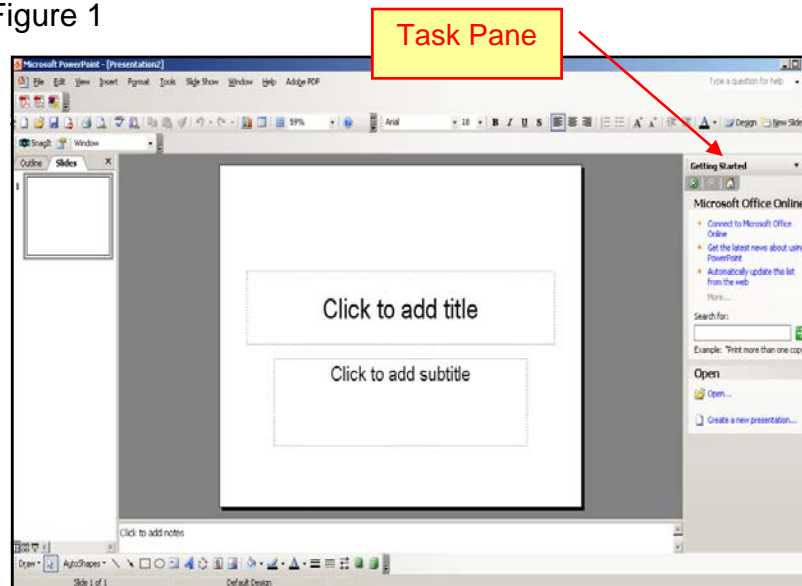 Figure 1
Task Pane
Microsoft PowerPoint - [Presentation2]
File Edit View Insert Format Tools Slide Show Window Help Adobe PDF
Type a question for help
59% Arial 18 B I U S A A A Design New Slide
SnagIt Window
Outline Slides X
Getting Started
1
Microsoft Office Online
Connect to Microsoft Office
Online
Get the latest news about using
PowerPoint
Automatically update this list
from the web
More...
Search for:
Example: "Print more than one copy
Open
Open...
Create a new presentation...
Click to add title
Click to add subtitle
Click to add notes
Draw AutoShapes A
Slide 1 of 1 Default Design